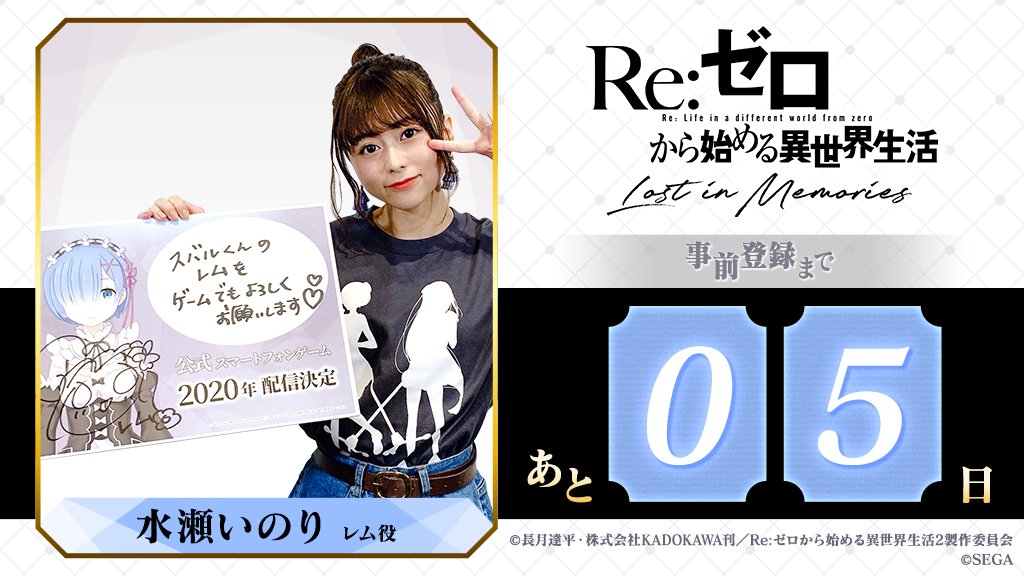 スバルくんの
レムを
ゲームでもよろしく
お願いします♡♡
公式スマートフォンゲーム
2020年 配信決定
水瀬いのり レム役
Re:ゼロ
Re: Life in a different world from zero
から始める異世界生活
Lost in Memories
事前登録まで
あと 05 日
©長月達平・株式会社KADOKAWA刊／Re:ゼロから始める異世界生活2製作委員会
©SEGA